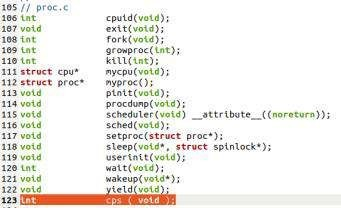 105 // proc.c
106 int cpuid(void);
107 void exit(void);
108 int fork(void);
109 int growproc(int);
110 int kill(int);
111 struct cpu* mycpu(void);
112 struct proc* myproc();
113 void pinit(void);
114 void procdump(void);
115 void scheduler(void) __attribute__((noreturn));
116 void sched(void);
117 void setproc(struct proc*);
118 void sleep(void*, struct spinlock*);
119 void userinit(void);
120 int wait(void);
121 void wakeup(void*);
122 void yield(void);
123 int cps ( void );